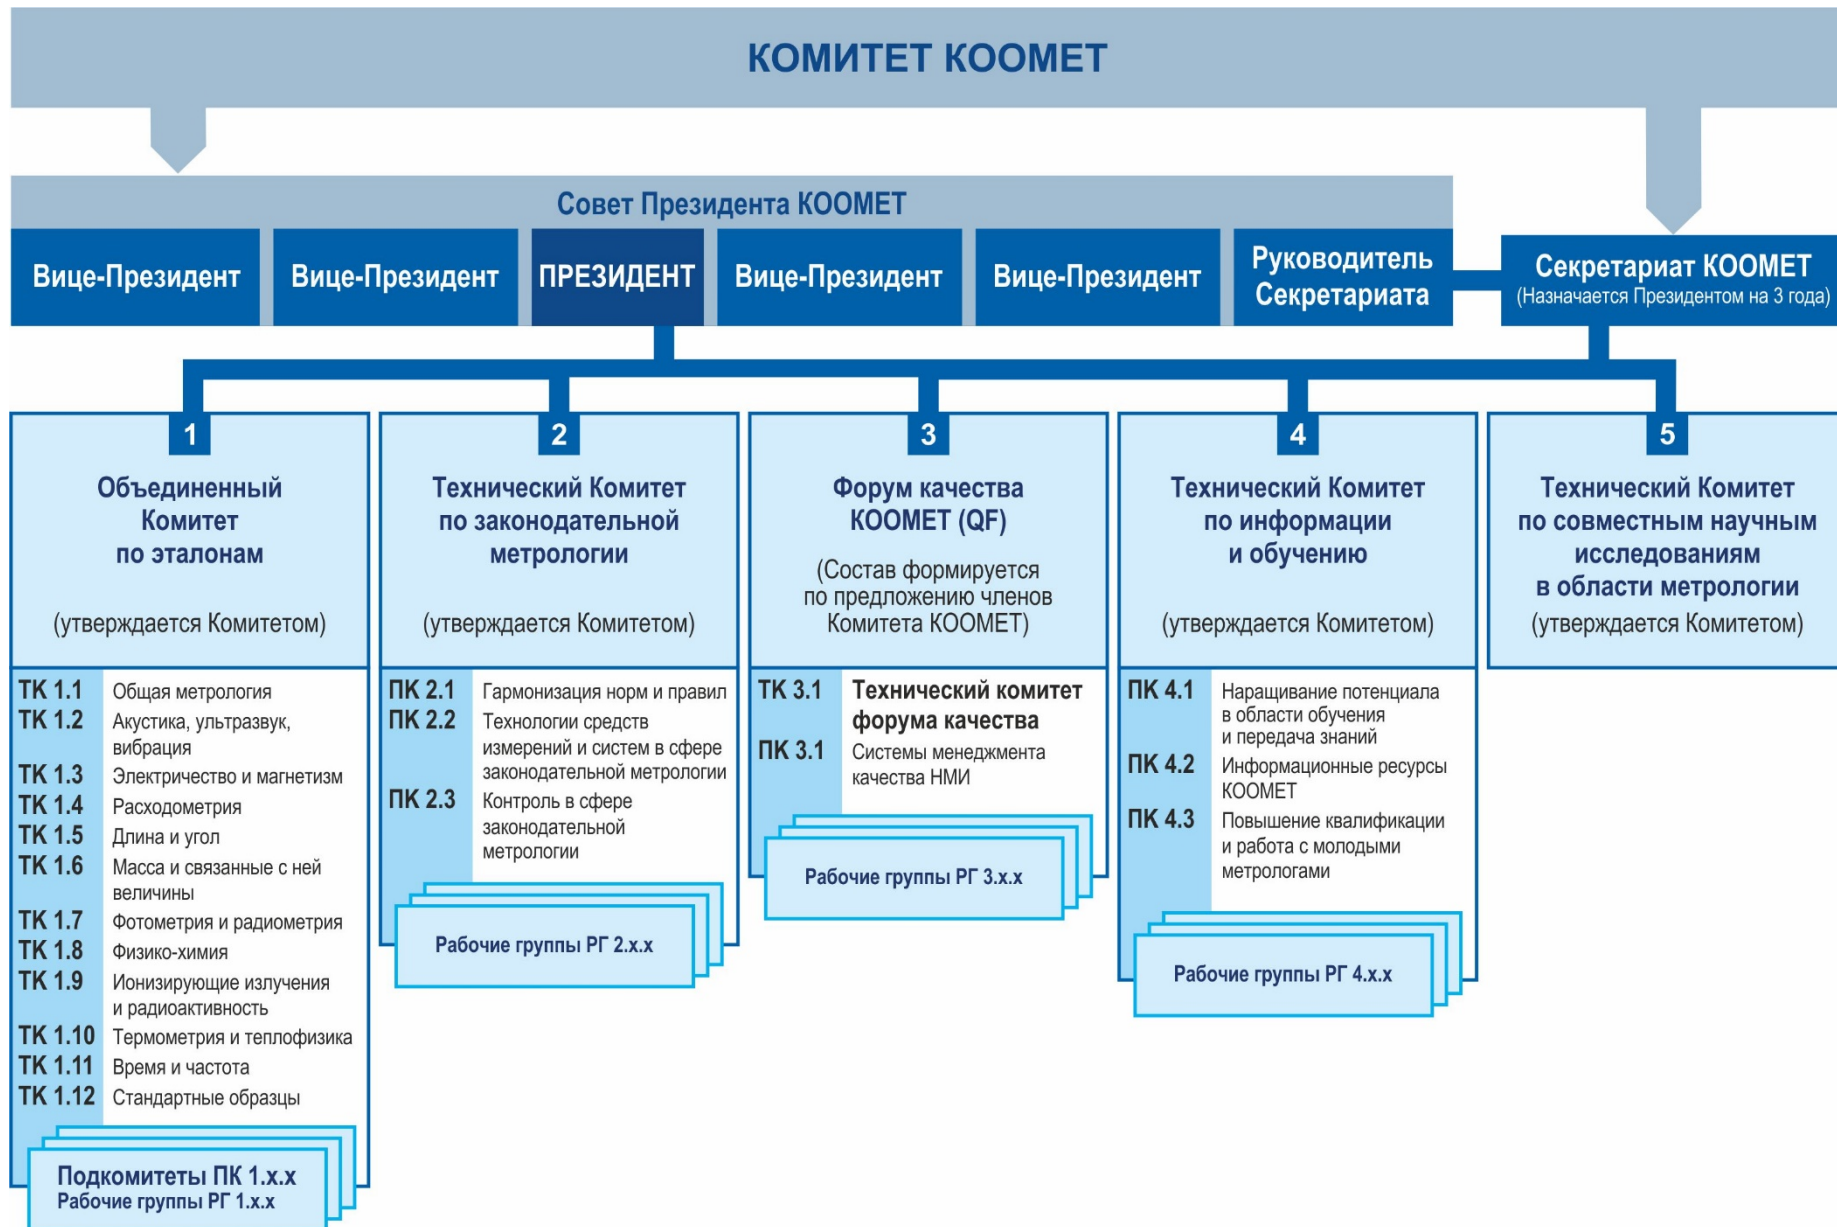 КОМИТЕТ КООМЕТ
Совет Президента КООМЕТ
Вице-Президент
Вице-Президент
ПРЕЗИДЕНТ
Вице-Президент
Вице-Президент
Руководитель
Секретариата
Секретариат КООМЕТ
(Назначается Президентом на 3 года)
1
Объединенный
Комитет
по эталонам
(утверждается Комитетом)
ТК 1.1 Общая метрология
ТК 1.2 Акустика, ультразвук,
вибрация
ТК 1.3 Электричество и магнетизм
ТК 1.4 Расходометрия
ТК 1.5 Длина и угол
ТК 1.6 Масса и связанные с ней
величины
ТК 1.7 Фотометрия и радиометрия
ТК 1.8 Физико-химия
ТК 1.9 Ионизирующие излучения
и радиоактивность
ТК 1.10 Термометрия и теплофизика
ТК 1.11 Время и частота
ТК 1.12 Стандартные образцы
Подкомитеты ПК 1.x.x
Рабочие группы РГ 1.x.x
2
Технический Комитет
по законодательной
метрологии
(утверждается Комитетом)
ПК 2.1 Гармонизация норм и правил
ПК 2.2 Технологии средств
измерений и систем в сфере
законодательной метрологии
ПК 2.3 Контроль в сфере
законодательной
метрологии
Рабочие группы РГ 2.x.x
3
Форум качества
КООМЕТ (QF)
(Состав формируется
по предложению членов
Комитета КООМЕТ)
ТК 3.1 Технический комитет
форума качества
ПК 3.1 Системы менеджмента
качества НМИ
Рабочие группы РГ 3.x.x
4
Технический Комитет
по информации
и обучению
(утверждается Комитетом)
ПК 4.1 Наращивание потенциала
в области обучения
и передача знаний
ПК 4.2 Информационные ресурсы
КООМЕТ
ПК 4.3 Повышение квалификации
и работа с молодыми
метрологами
Рабочие группы РГ 4.x.x
5
Технический Комитет
по совместным научным
исследованиям
в области метрологии
(утверждается Комитетом)